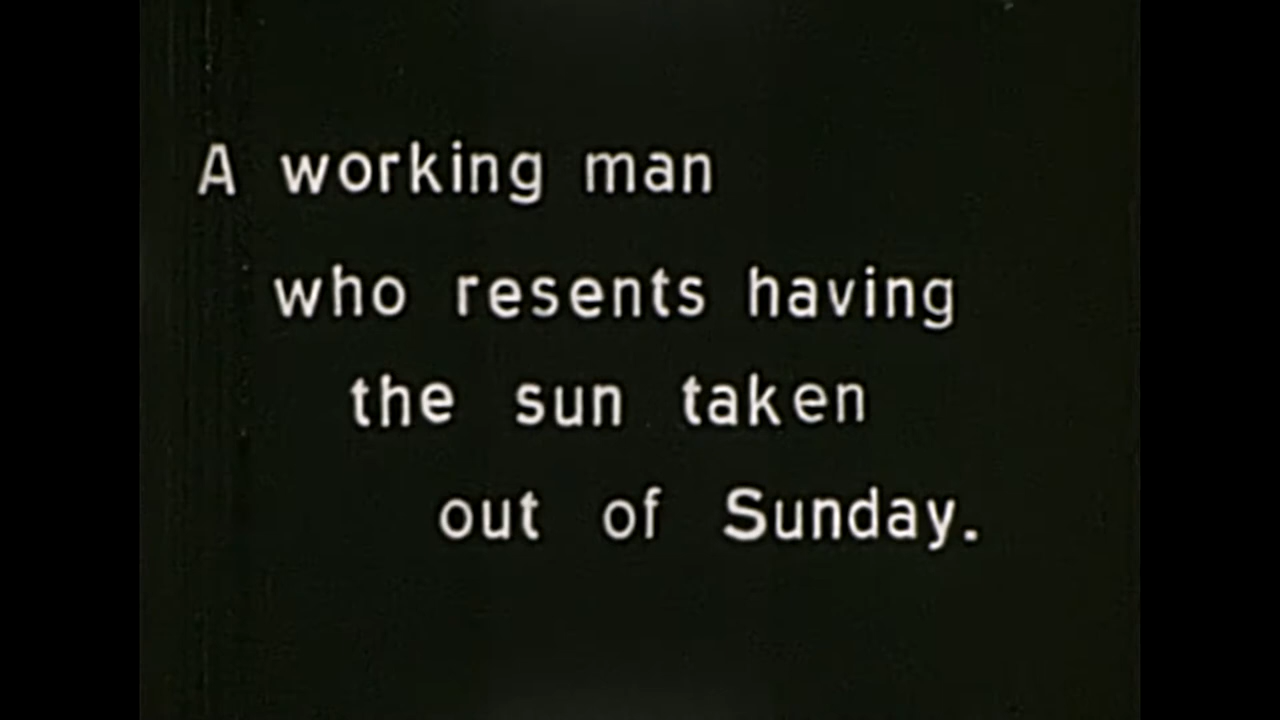 A working man
who resents having
the sun taken
out of Sunday.